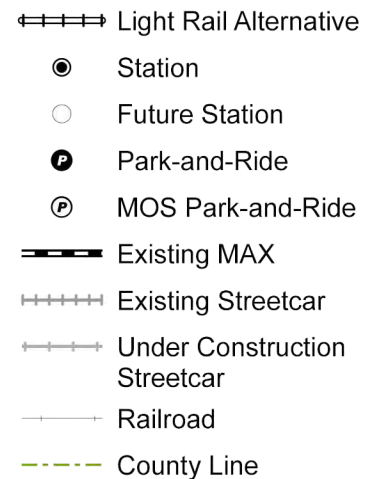 Light Rail Alternative
Station
Future Station
P Park-and-Ride
P MOS Park-and-Ride
Existing MAX
Existing Streetcar
Under Construction
Streetcar
Railroad
County Line